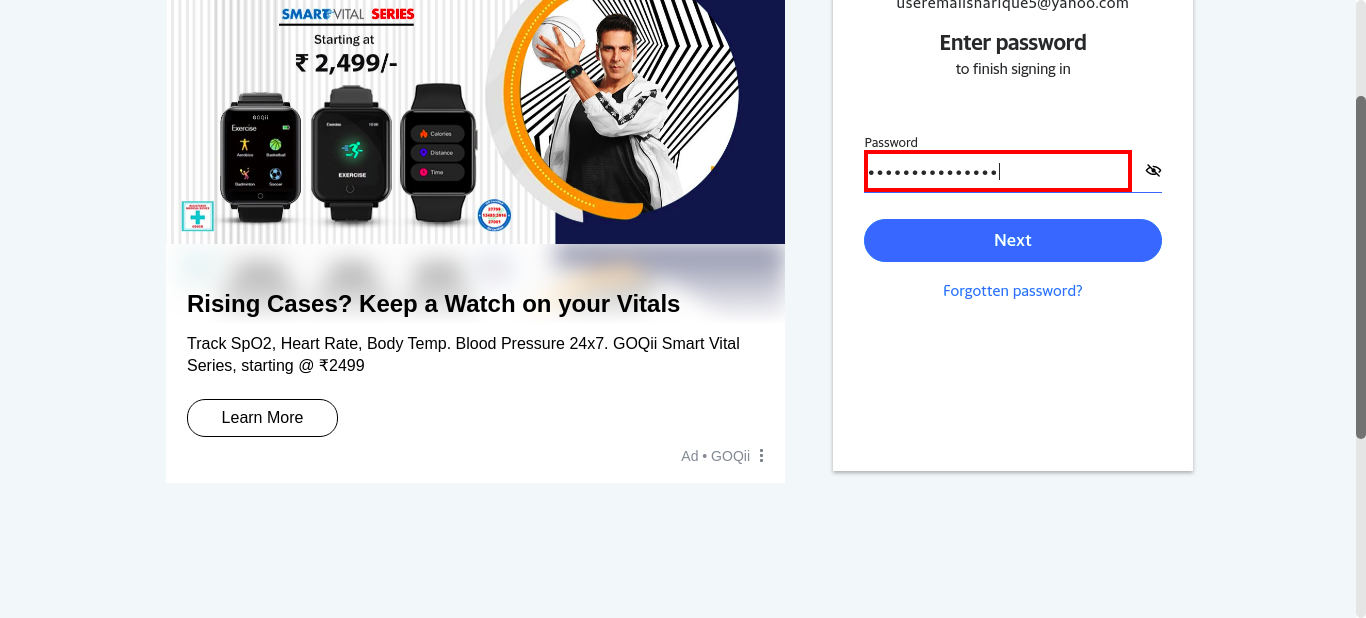 SMART VITAL SERIES
Starting at
₹ 2,499/-
GOQii
Exercise
Aerobics
Basketball
Badminton
Soccer
Exercise
EXERCISE
Calories
Distance
Time
Rising Cases? Keep a Watch on your Vitals
Track SpO2, Heart Rate, Body Temp. Blood Pressure 24x7. GOQii Smart Vital
Series, starting @ ₹2499
Learn More
Ad • GOQii
useremailsharique5@yahoo.com
Enter password
to finish signing in
Password
Next
Forgotten password?